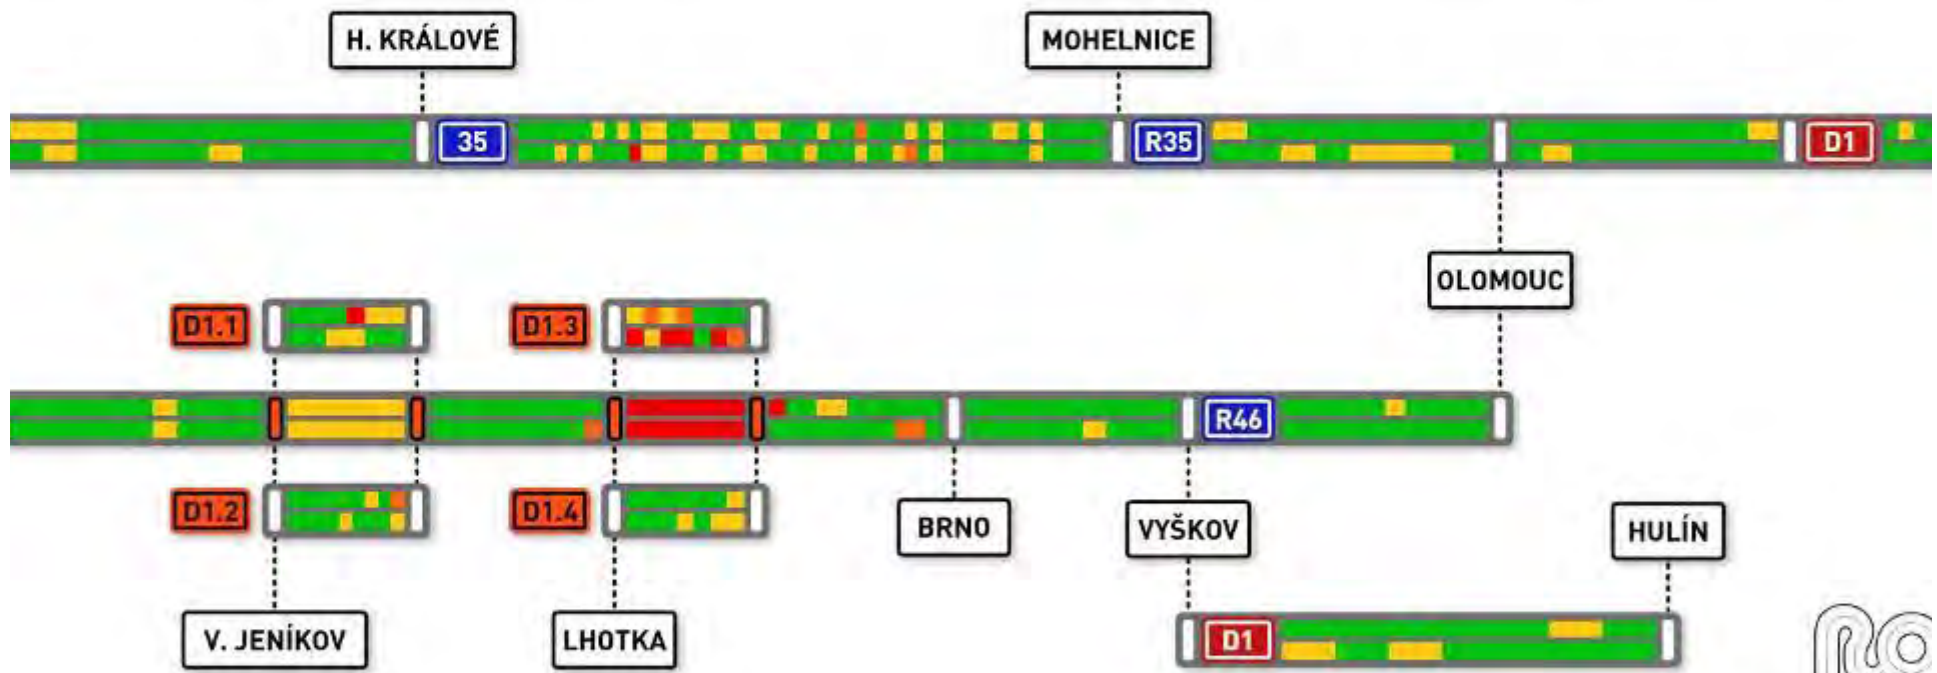 H. KRÁLOVÉ
MOHELNICE
35
R35
D1
OLOMOUC
D1.1
D1.3
R46
D1.2
D1.4
BRNO
VYŠKOV
HULÍN
V. JENÍKOV
LHOTKA
D1